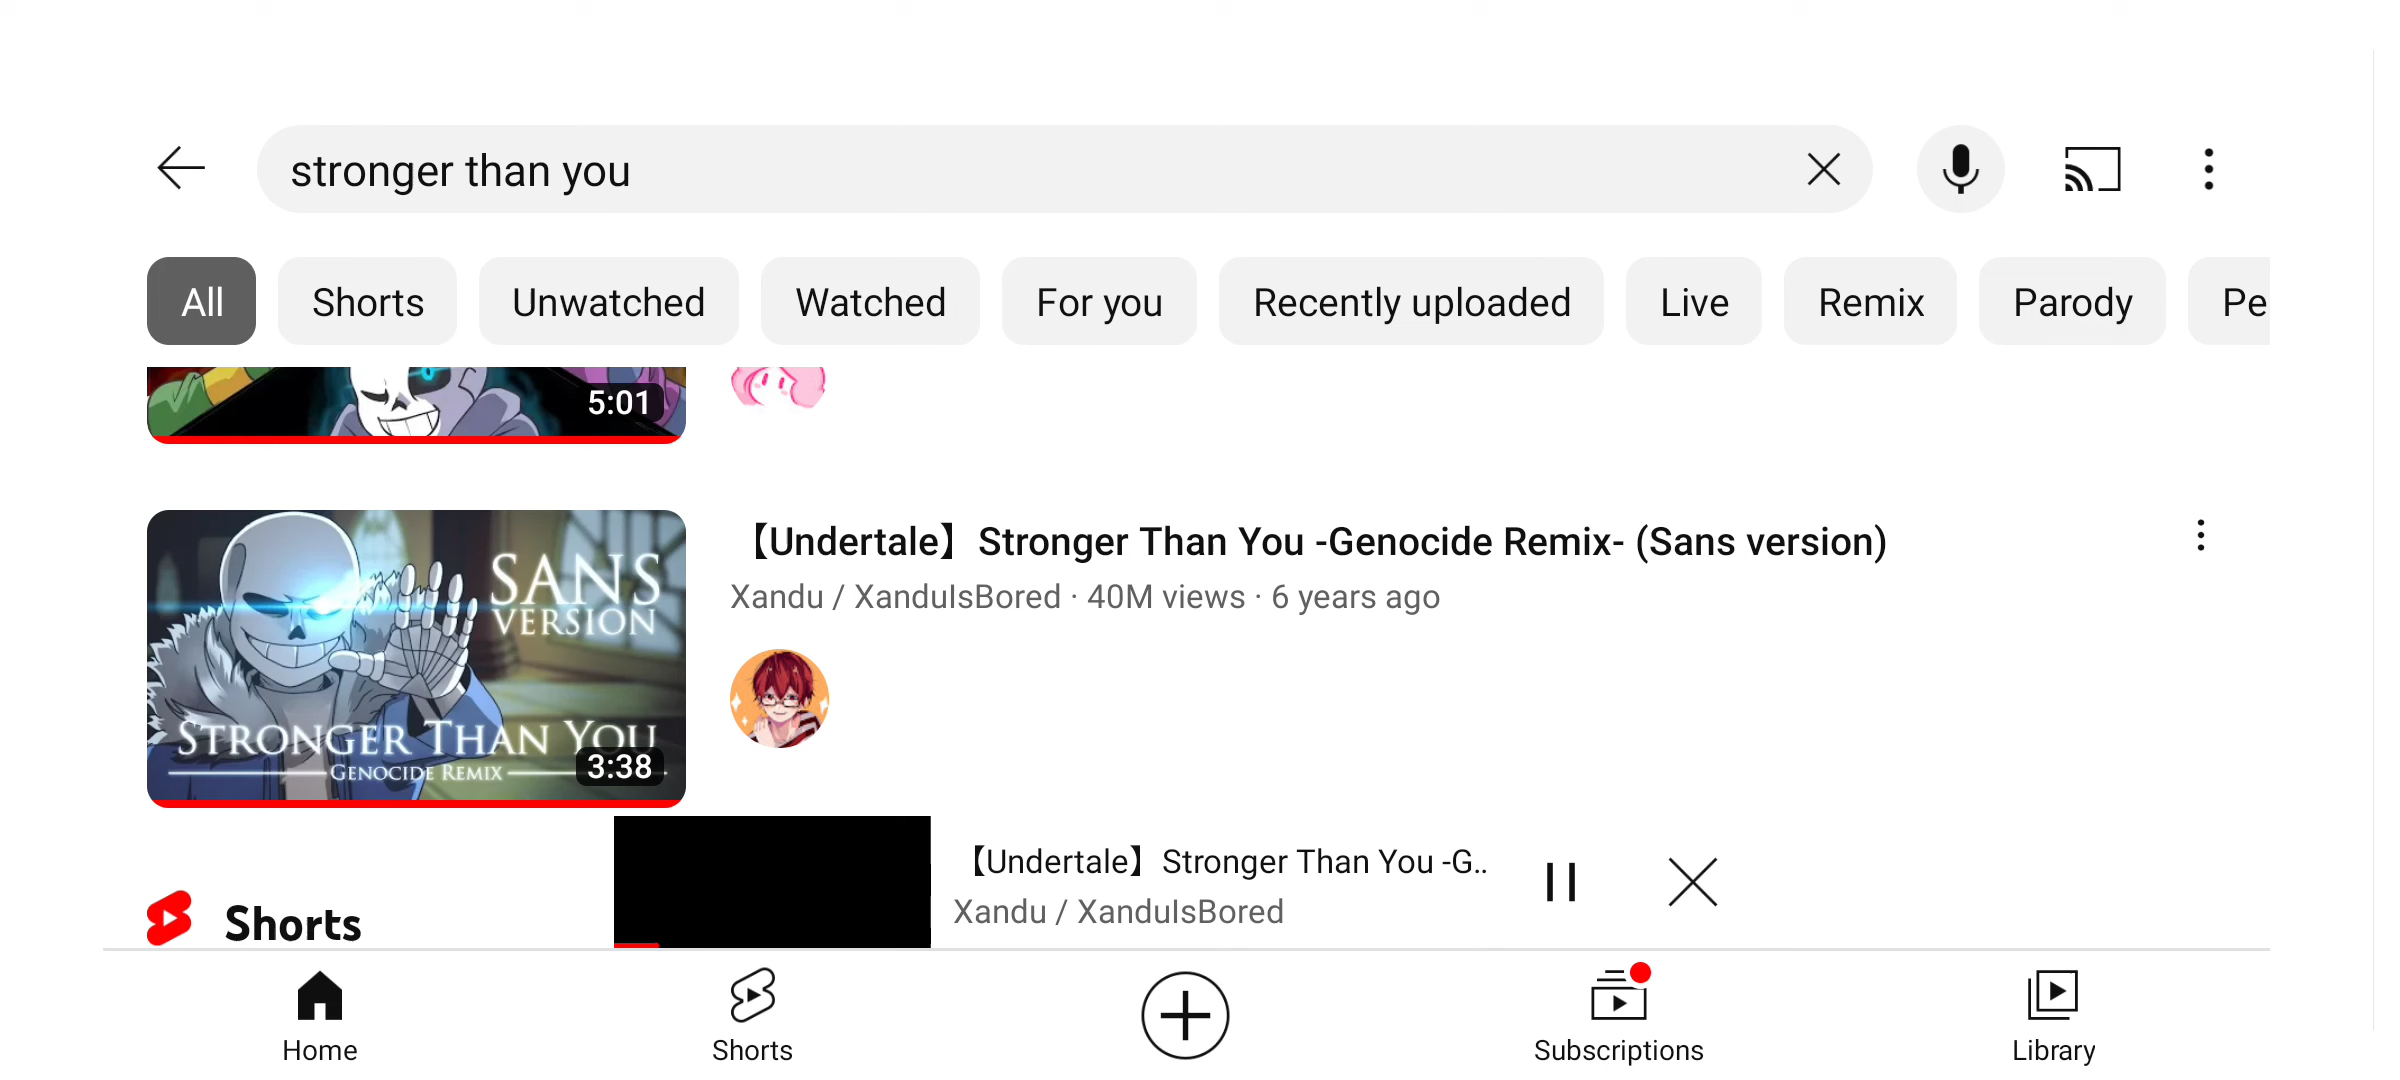 stronger than you
All Shorts Unwatched Watched For you Recently uploaded Live Remix Parody Pe
5:01
SANS
VERSION
STRONGER THAN YOU
GENOCIDE REMIX
3:38
【Undertale】Stronger Than You -Genocide Remix- (Sans version)
Xandu / XanduIsBored · 40M views · 6 years ago
Shorts
【Undertale】Stronger Than You -G..
Xandu / XanduIsBored
Home Shorts Subscriptions Library